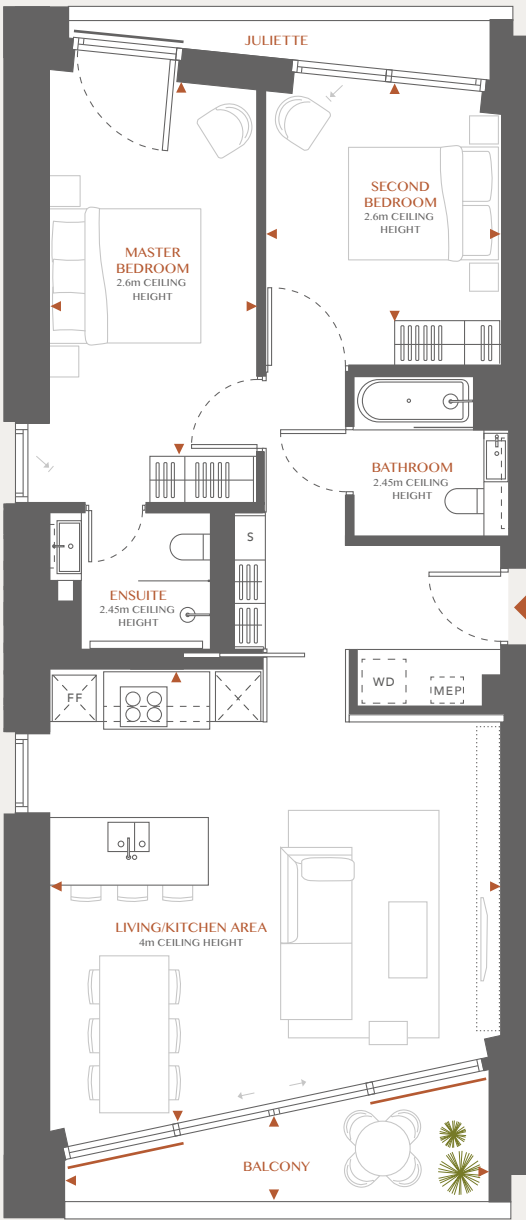 JULIETTE
SECOND
BEDROOM
2.6m CEILING
HEIGHT
MASTER
BEDROOM
2.6m CEILING
HEIGHT
BATHROOM
2.45m CEILING
HEIGHT
S
ENSUITE
2.45m CEILING
HEIGHT
WD
MEP
FF
LIVING/KITCHEN AREA
4m CEILING HEIGHT
BALCONY